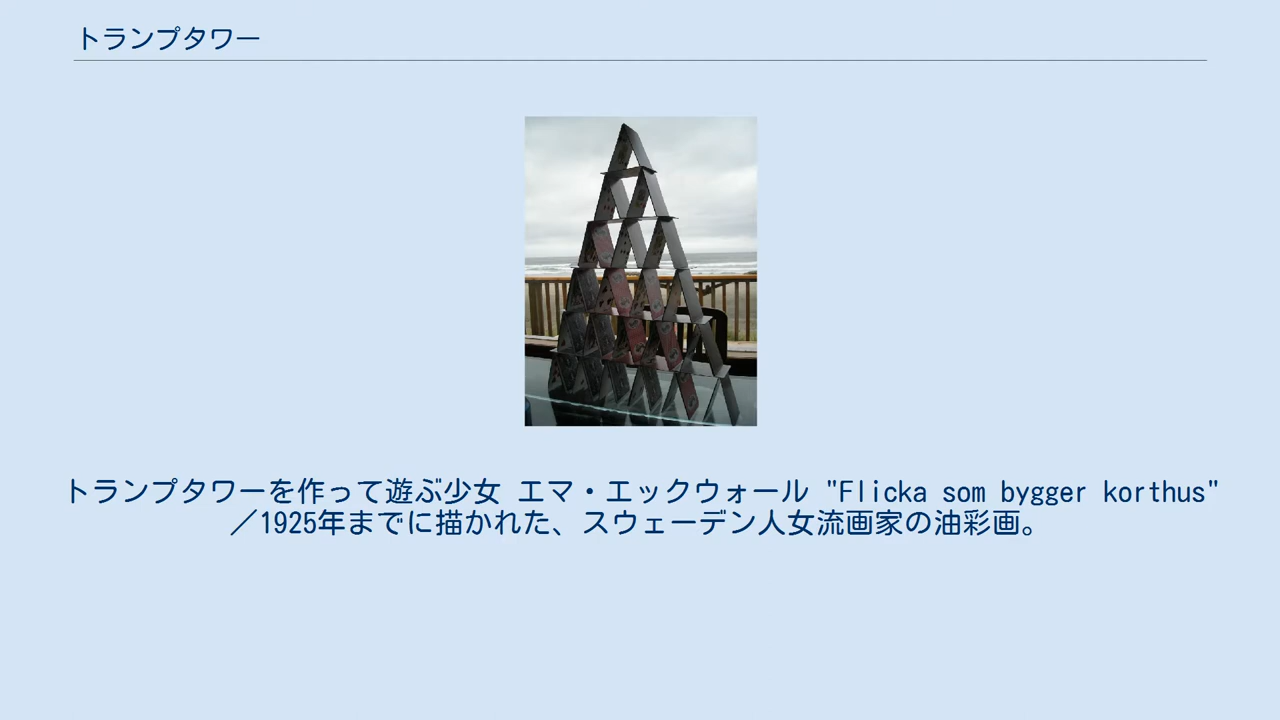 トランプタワー
トランプタワーを作って遊ぶ少女 エマ・エックウォール "Flicka som bygger korthus"
／1925年までに描かれた、スウェーデン人女流画家の油彩画。